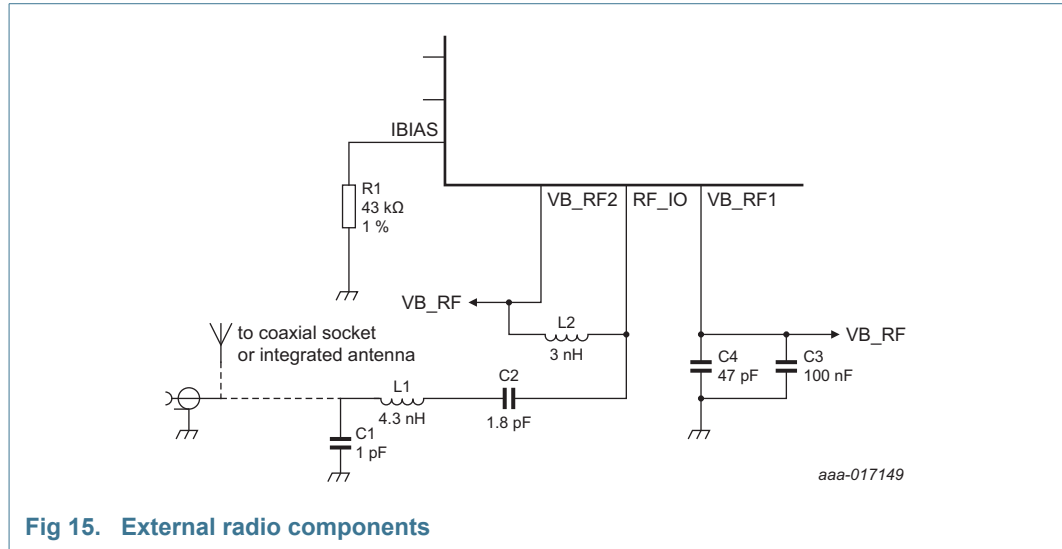 IBIAS
R1
43 kΩ
1 %
VB_RF2
RF_IO
VB_RF1
VB_RF
L2
3 nH
VB_RF
to coaxial socket
or integrated antenna
C4
47 pF
C3
100 nF
L1
4.3 nH
C2
1.8 pF
C1
1 pF
aaa-017149
Fig 15. External radio components